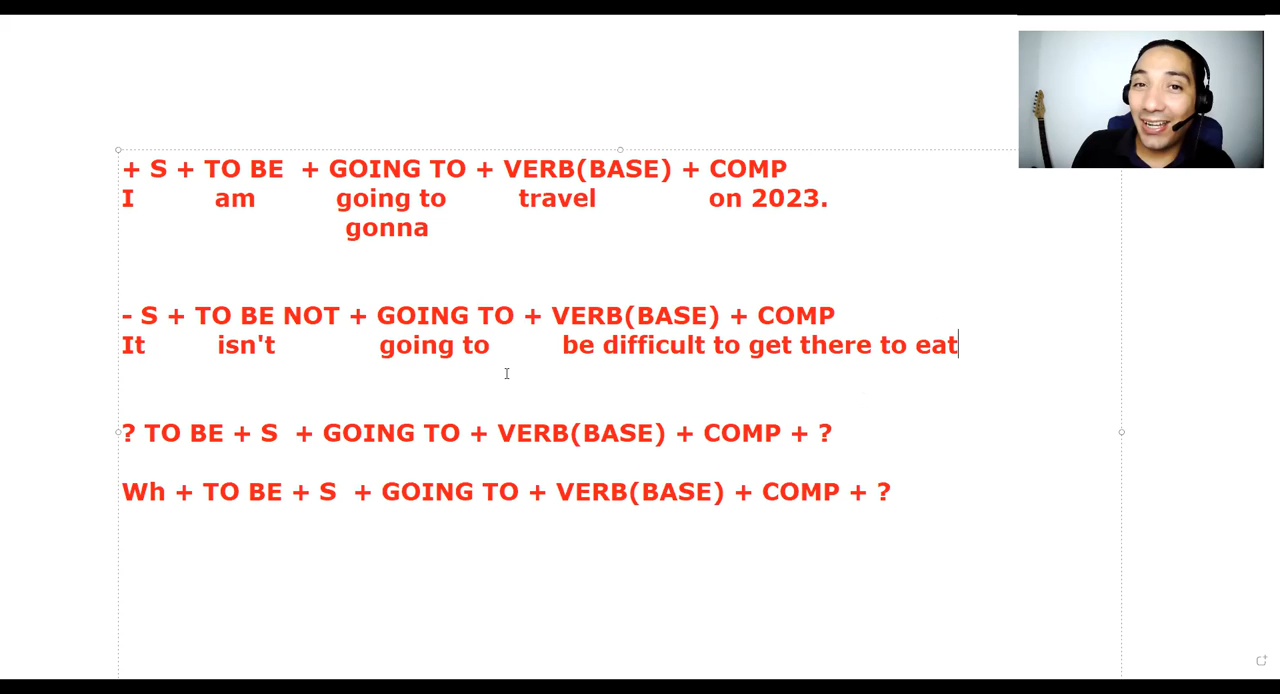 + S + TO BE + GOING TO + VERB(BASE) + COMP
I am going to travel on 2023.
gonna
- S + TO BE NOT + GOING TO + VERB(BASE) + COMP
It isn't going to be difficult to get there to eat
? TO BE + S + GOING TO + VERB(BASE) + COMP + ?
Wh + TO BE + S + GOING TO + VERB(BASE) + COMP + ?